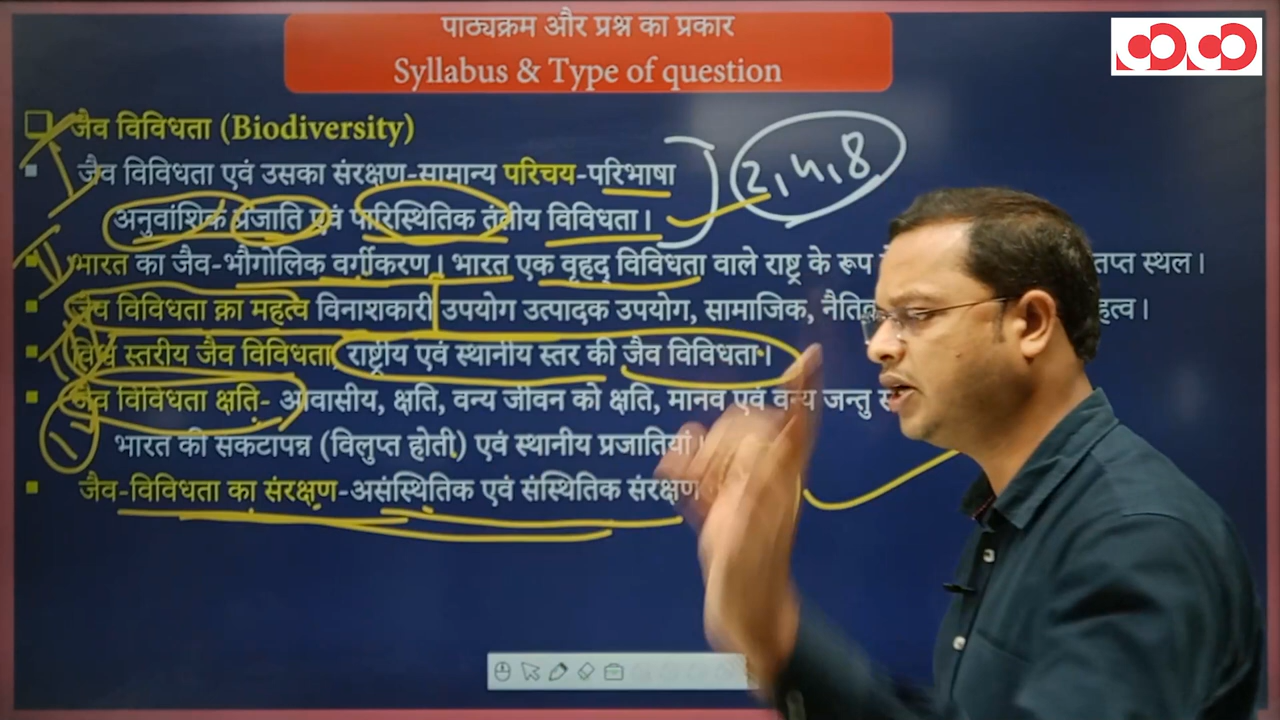 पाठ्यक्रम और प्रश्न का प्रकार
Syllabus & Type of question
जैव विविधता (Biodiversity)
जैव विविधता एवं उसका संरक्षण-सामान्य परिचय-परिभाषा
2, 4, 8
अनुवांशिक प्रजाति एवं पारिस्थितिक तंत्रीय विविधता।
भारत का जैव-भौगोलिक वर्गीकरण। भारत एक वृहद् विविधता वाले राष्ट्र के रूप तप्त स्थल।
जैव विविधता का महत्व विनाशकारी उपयोग उत्पादक उपयोग, सामाजिक,
विश्व स्तरीय जैव विविधता, राष्ट्रीय एवं स्थानीय स्तर की जैव विविधता।
जैव विविधता क्षति- आवासीय, क्षति, वन्य जीवन को क्षति, मानव एवं वन्य जन्तु
भारत की सकटापन्न (विलुप्त होती) एवं स्थानीय प्रजातियां।
जैव-विविधता का संरक्षण-असंस्थितिक एवं संस्थितिक संरक्षण